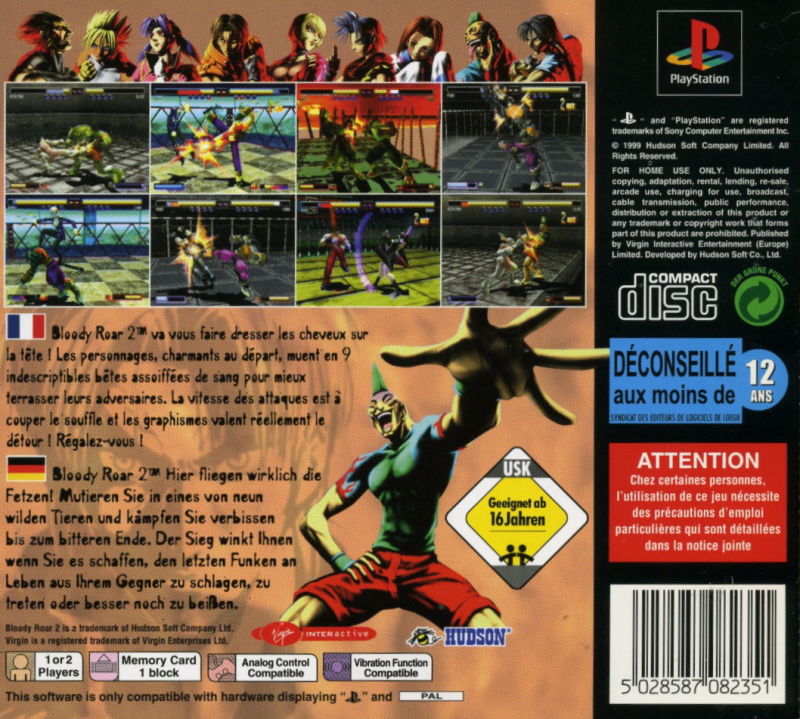 Bloody Roar 2™ va vous faire dresser les cheveux sur
la tête ! Les personnages, charmants au départ, muent en 9
indescriptibles bêtes assoiffées de sang pour mieux
terrasser leurs adversaires. La vitesse des attaques est à
couper le souffle et les graphismes valent réellement le
détour ! Régalez-vous !
Bloody Roar 2™ Hier fliegen wirklich die
Fetzen! Mutieren Sie in eines von neun
wilden Tieren und kämpfen Sie verbissen
bis zum bitteren Ende. Der Sieg winkt Ihnen
wenn Sie es schaffen, den letzten Funken an
Leben aus Ihrem Gegner zu schlagen, zu
treten oder besser noch zu beißen.
Bloody Roar 2 is a trademark of Hudson Soft Company Ltd.
Virgin is a registered trademark of Virgin Enterprises Ltd.
Virgin INTERactive
HUDSON
USK
Geeignet ab
16 Jahren
1 or 2
Players
Memory Card
1 block
Analog Control
Compatible
Vibration Function
Compatible
This software is only compatible with hardware displaying " " and PAL
PlayStation
" " and "PlayStation" are registered
trademarks of Sony Computer Entertainment Inc.
© 1999 Hudson Soft Company Limited. All
Rights Reserved.
FOR HOME USE ONLY. Unauthorised
copying, adaptation, rental, lending, re-sale,
arcade use, charging for use, broadcast,
cable transmission, public performance,
distribution or extraction of this product or
any trademark or copyright work that forms
part of this product are prohibited. Published
by Virgin Interactive Entertainment (Europe)
Limited. Developed by Hudson Soft Co., Ltd.
COMPACT
disc
DER GRÜNE PUNKT
DÉCONSEILLÉ
aux moins de
12
ANS
SYNDICAT DES EDITEURS DE LOGICIELS DE LOISIR
ATTENTION
Chez certaines personnes,
l'utilisation de ce jeu nécessite
des précautions d'emploi
particulières qui sont détaillées
dans la notice jointe
5 028587 082351